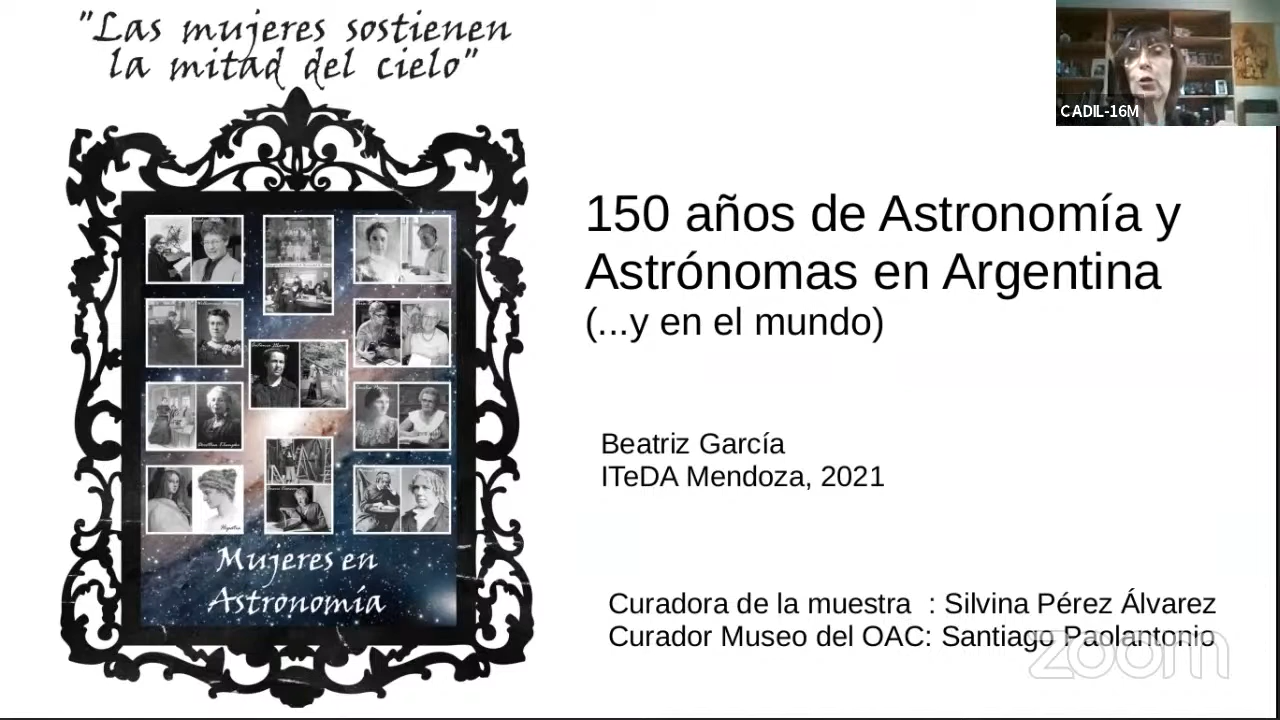 "Las mujeres sostienen
la mitad del cielo"
CADIL-16M
150 años de Astronomía y
Astrónomas en Argentina
(...y en el mundo)
Beatriz García
ITeDA Mendoza, 2021
Mujeres en
Astronomía
Curadora de la muestra : Silvina Pérez Álvarez
Curador Museo del OAC: Santiago Paolantonio
zoom